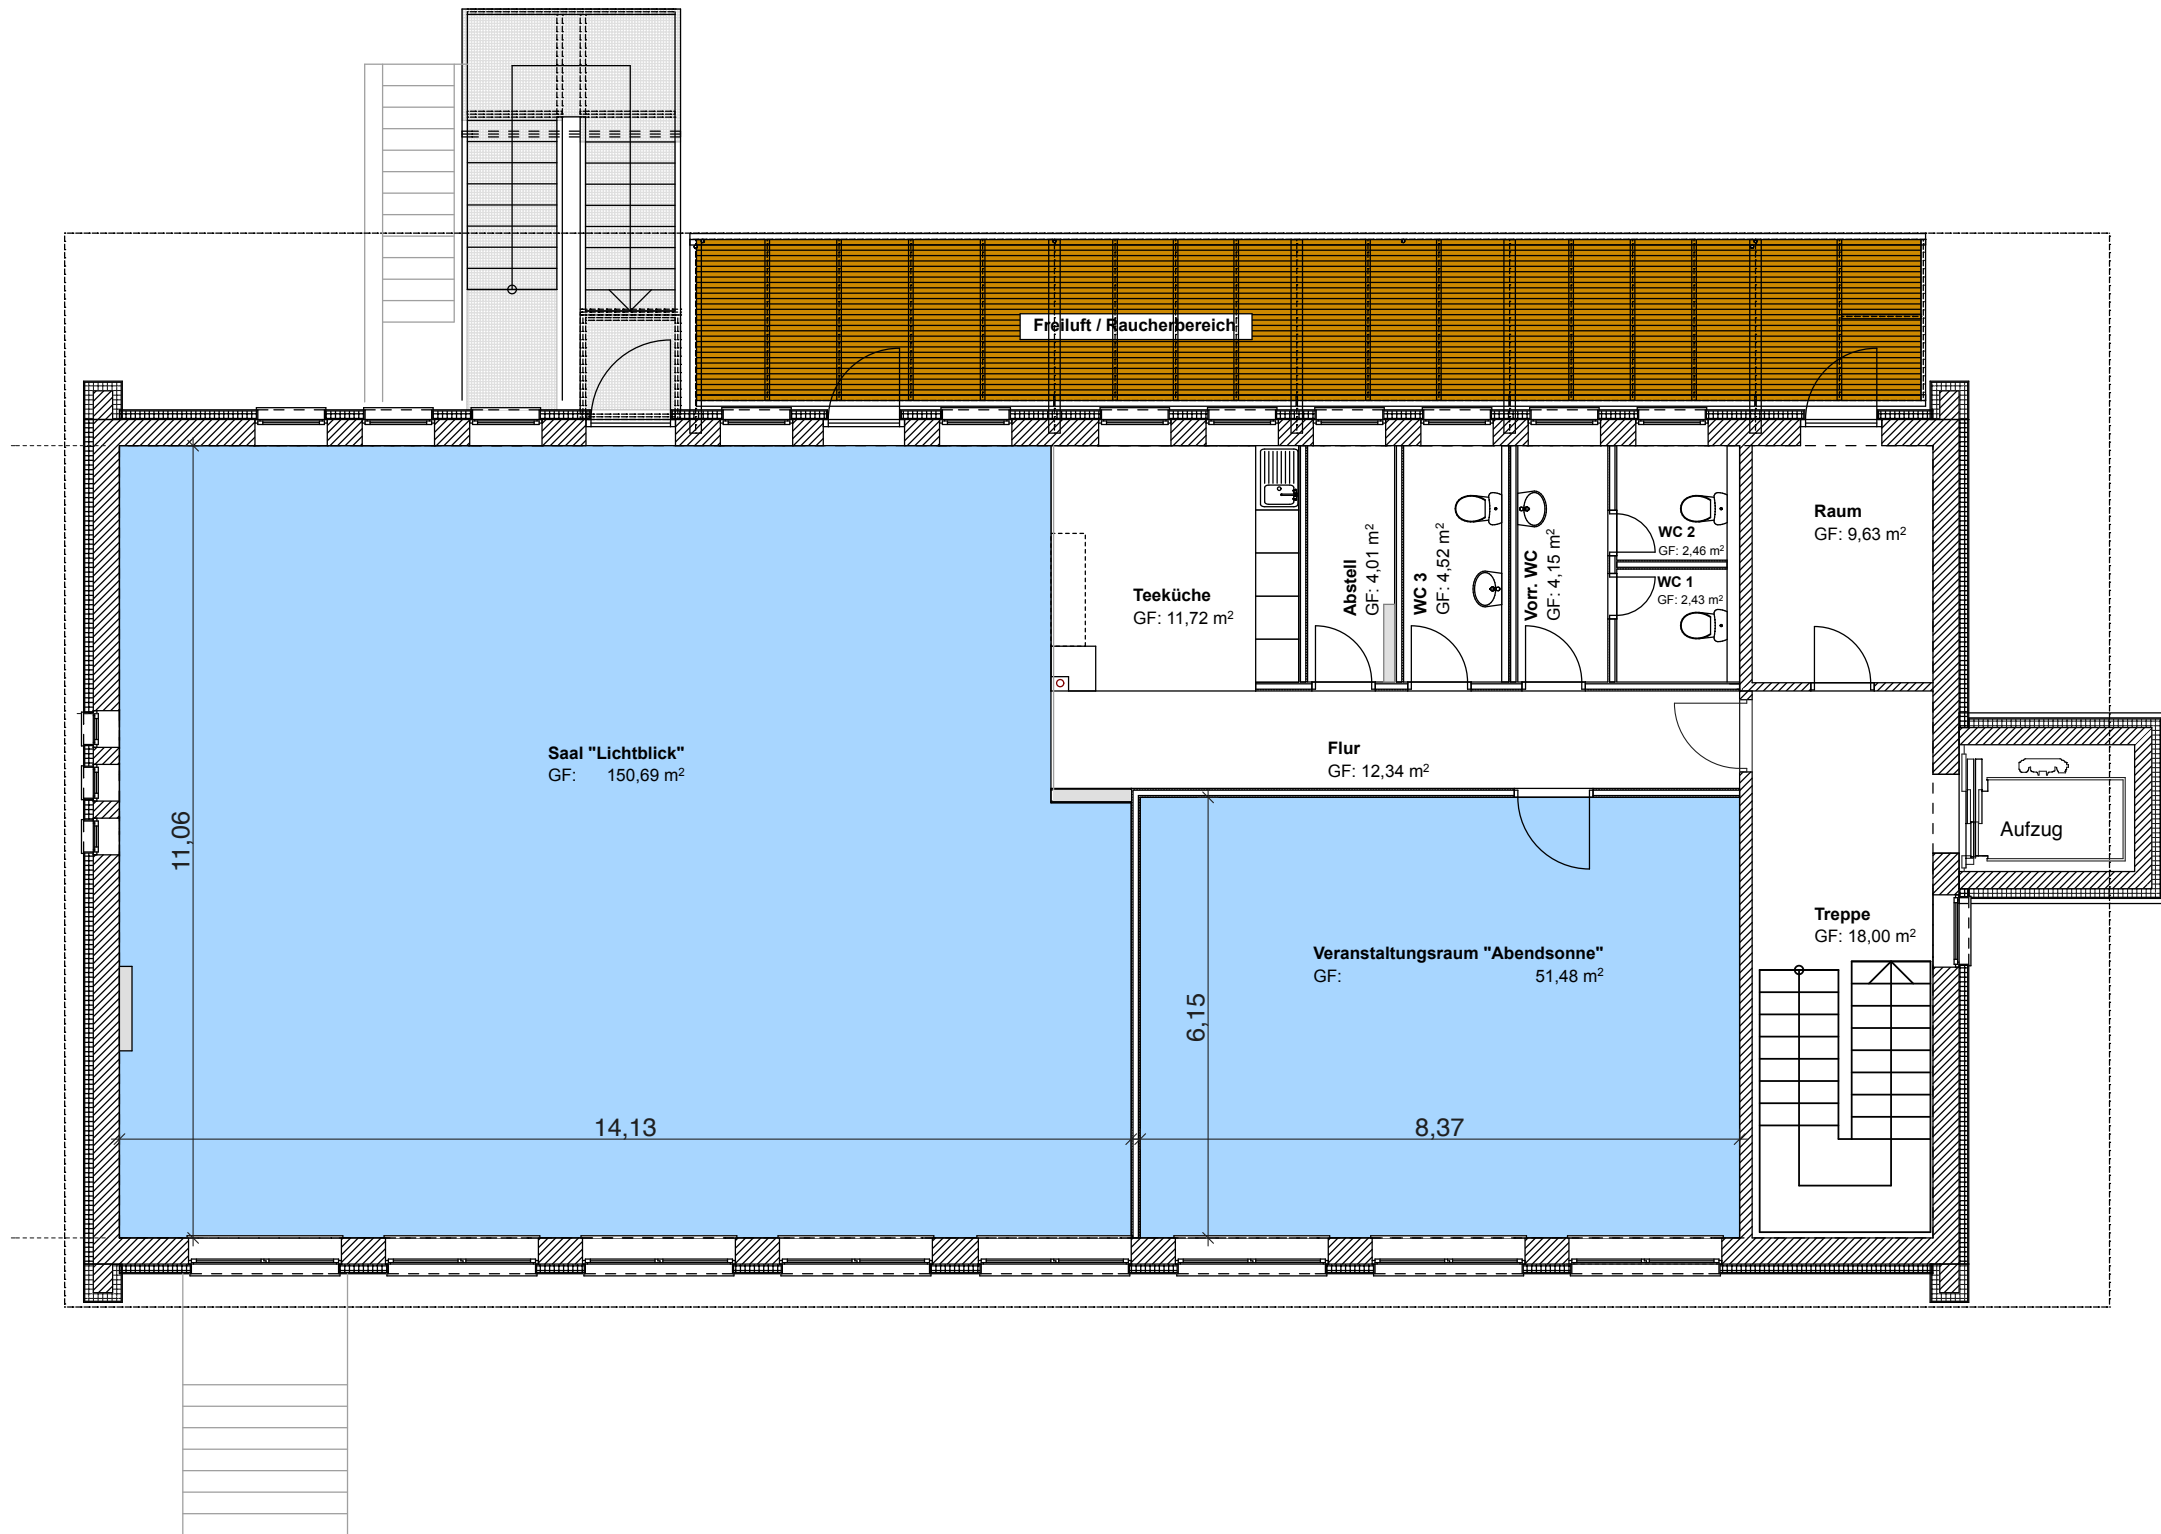 Freiluft / Raucherbereich
Raum
GF: 9,63 m²
WC 2
GF: 2,46 m²
WC 1
GF: 2,43 m²
Vorr. WC
GF: 4,15 m²
WC 3
GF: 4,52 m²
Abstell
GF: 4,01 m²
Teeküche
GF: 11,72 m²
Saal "Lichtblick"
GF: 150,69 m²
Flur
GF: 12,34 m²
11,06
Aufzug
Treppe
GF: 18,00 m²
Veranstaltungsraum "Abendsonne"
GF: 51,48 m²
6,15
14,13
8,37